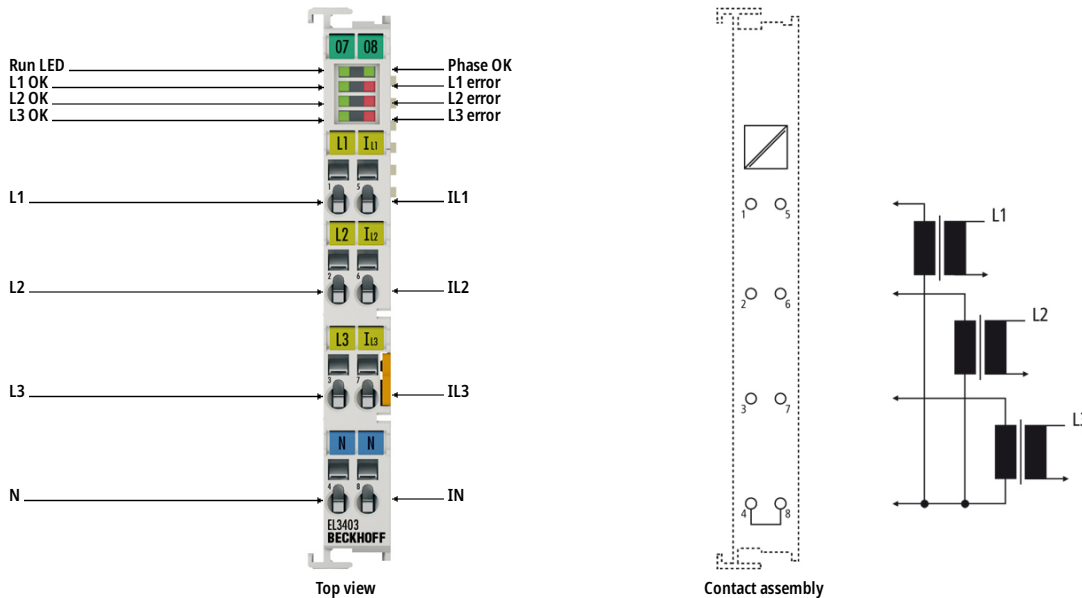 07 08
Run LED
Phase OK
L1 OK
L1 error
L2 OK
L2 error
L3 OK
L3 error
L1 IL1
1 5
L1
IL1
L2 IL2
2 6
L2
IL2
L3 IL3
3 7
L3
IL3
N N
4 8
N
IN
EL3403
BECKHOFF
Top view
1 5
2 6
3 7
4 8
Contact assembly
L1
L2